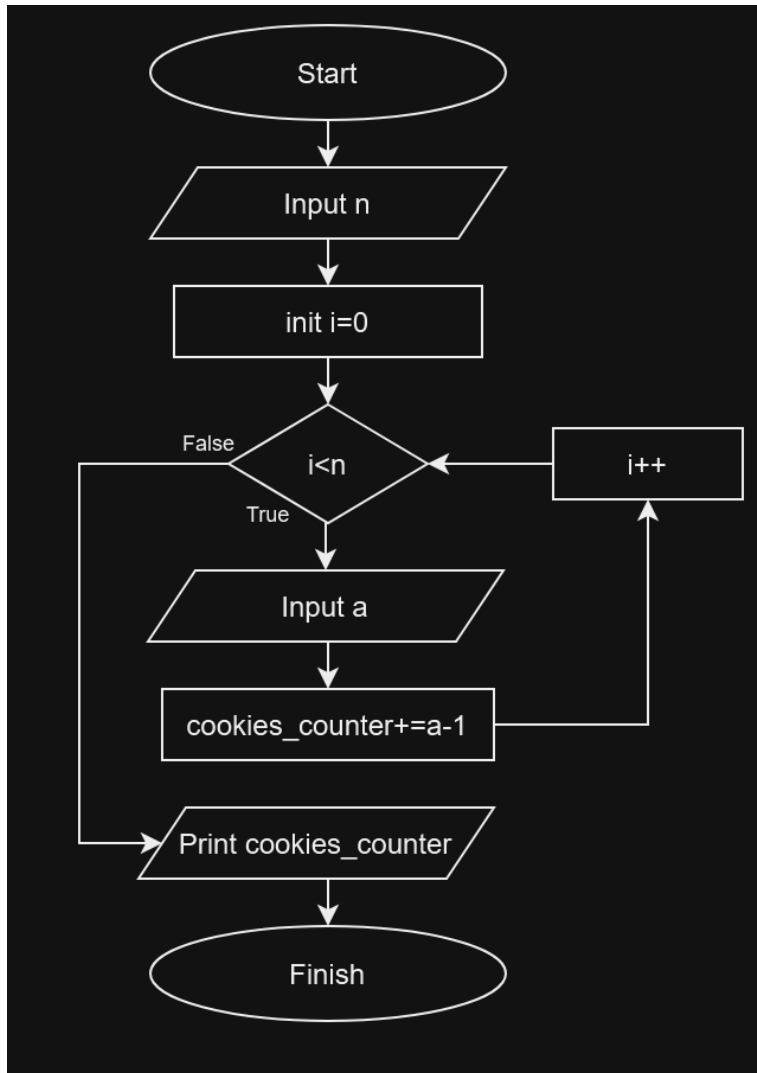 Start
Input n
init i=0
False
i<n
i++
True
Input a
cookies_counter+=a-1
Print cookies_counter
Finish